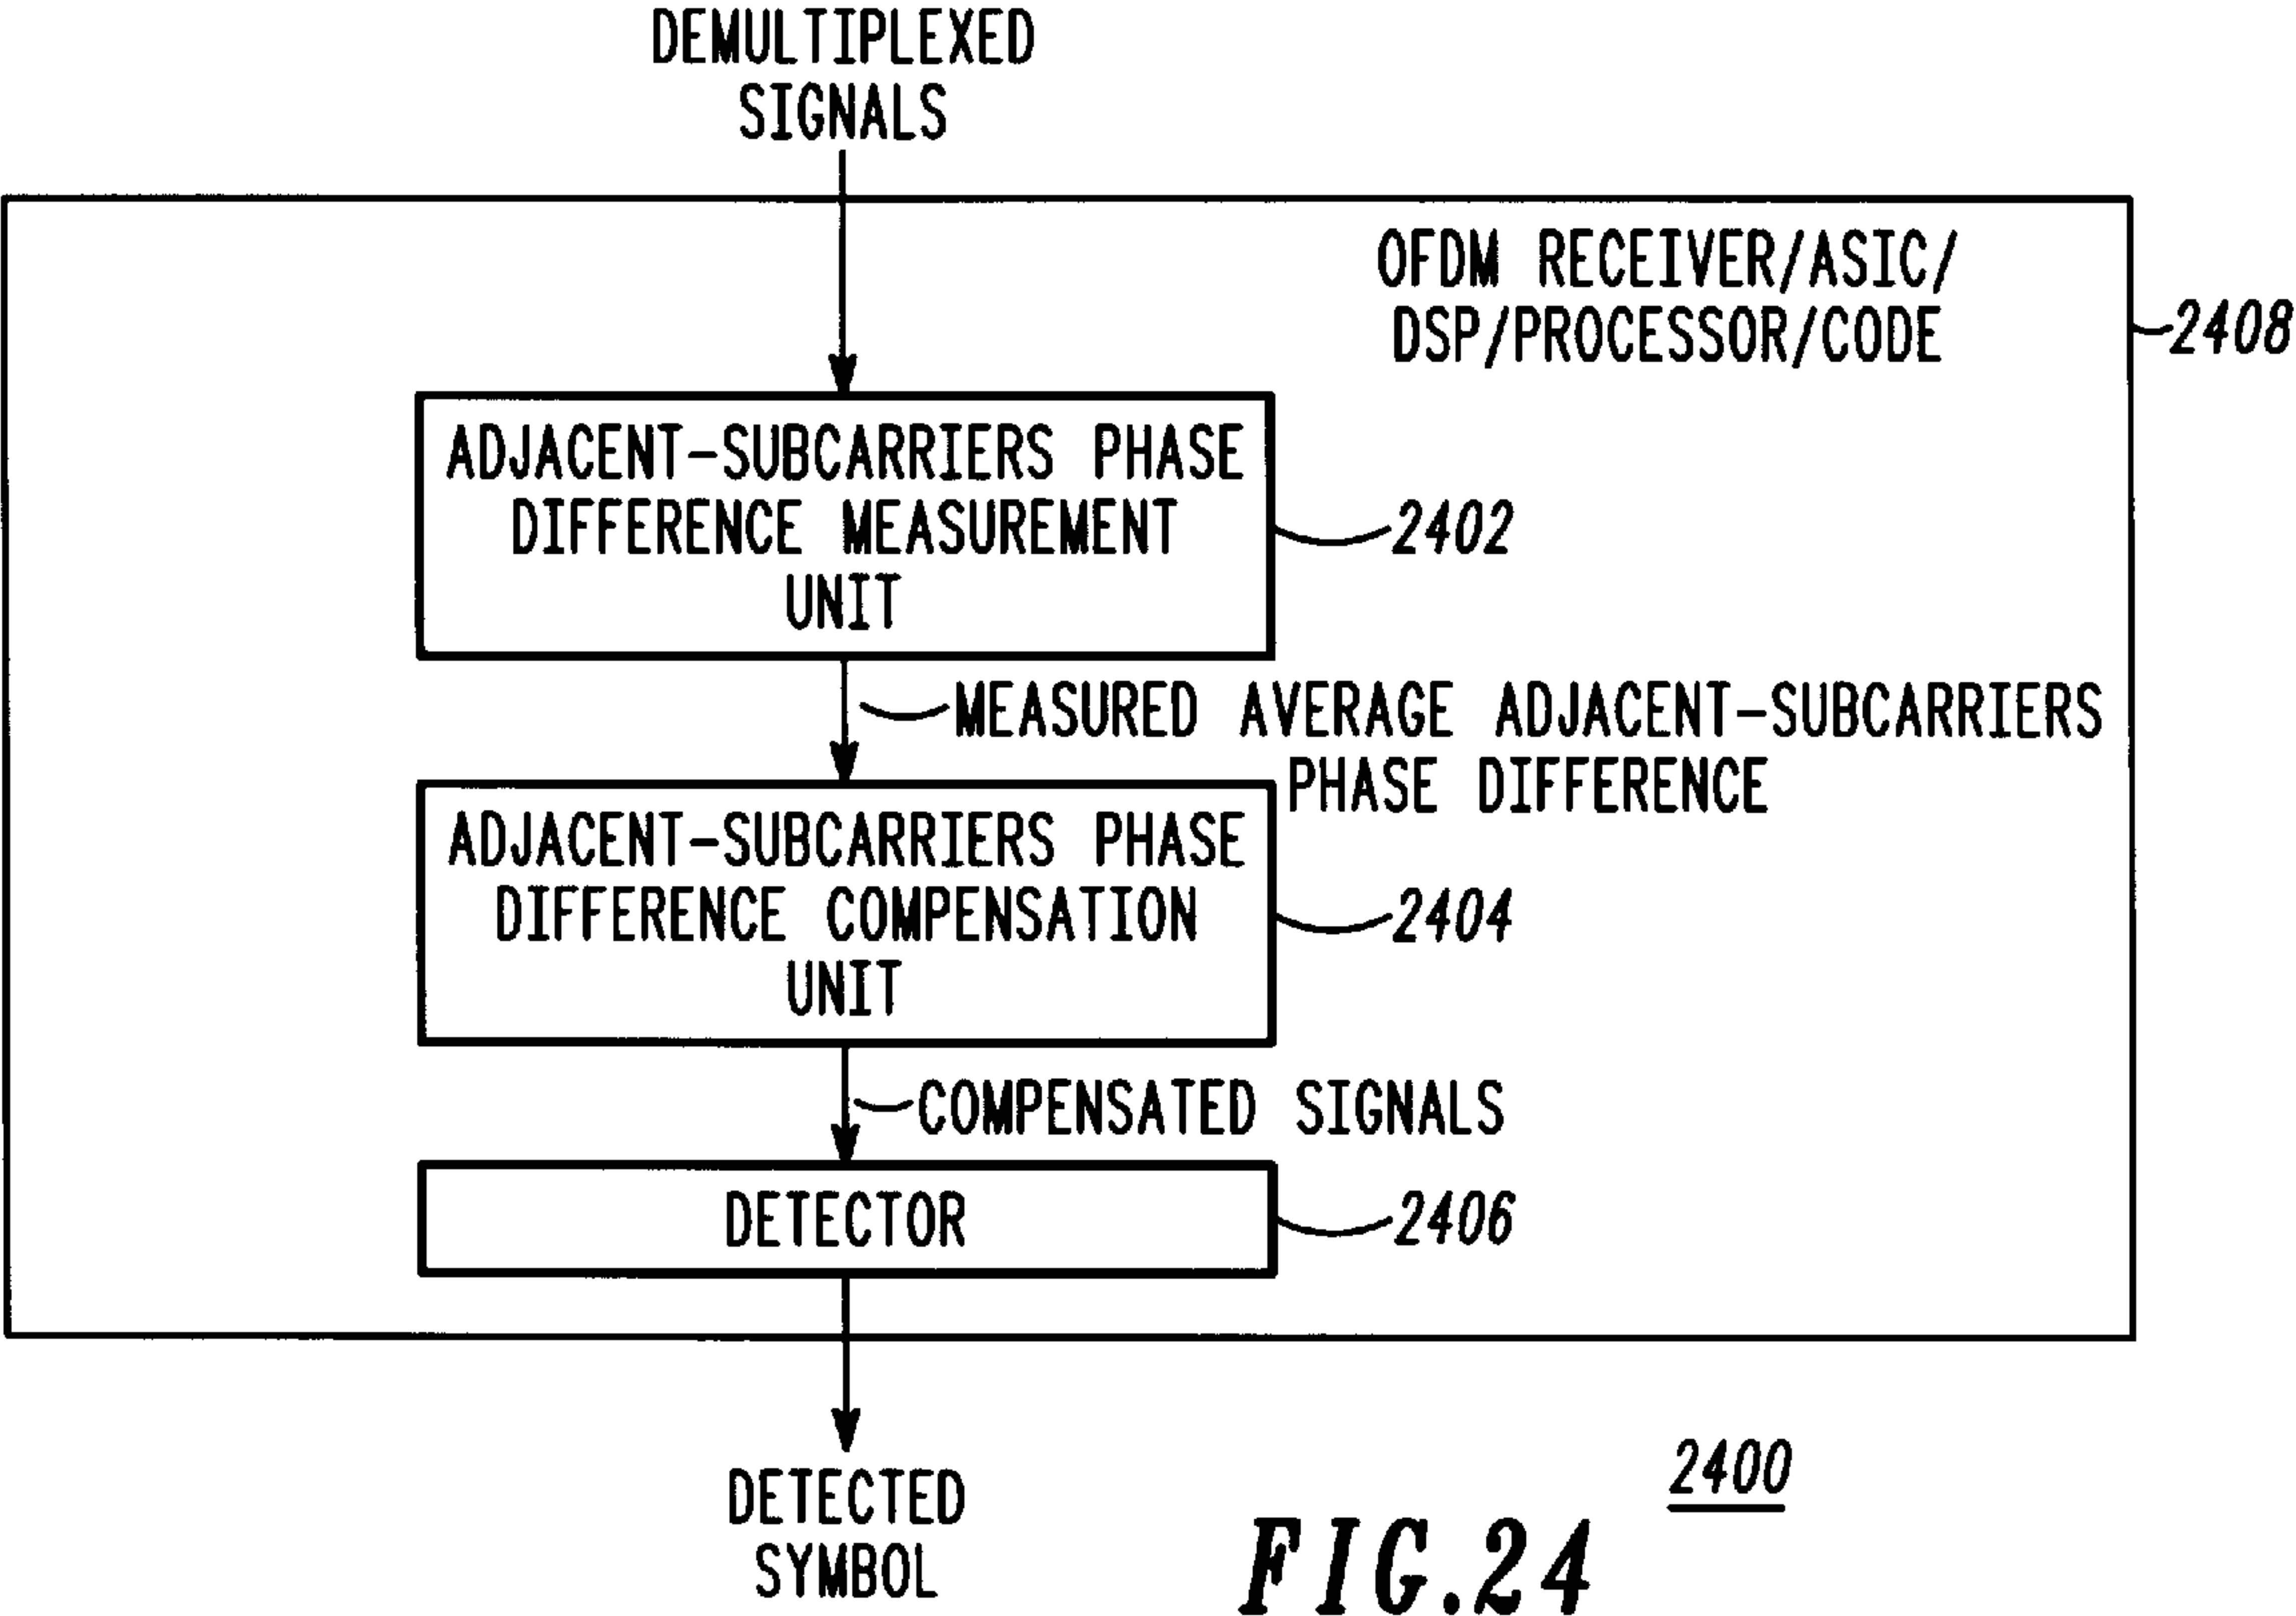 DEMULTIPLEXED
SIGNALS
OFDM RECEIVER/ASIC/
DSP/PROCESSOR/CODE
2408
ADJACENT-SUBCARRIERS PHASE
DIFFERENCE MEASUREMENT
UNIT
2402
MEASURED AVERAGE ADJACENT-SUBCARRIERS
PHASE DIFFERENCE
ADJACENT-SUBCARRIERS PHASE
DIFFERENCE COMPENSATION
UNIT
2404
COMPENSATED SIGNALS
DETECTOR
2406
DETECTED
SYMBOL
2400
FIG.24